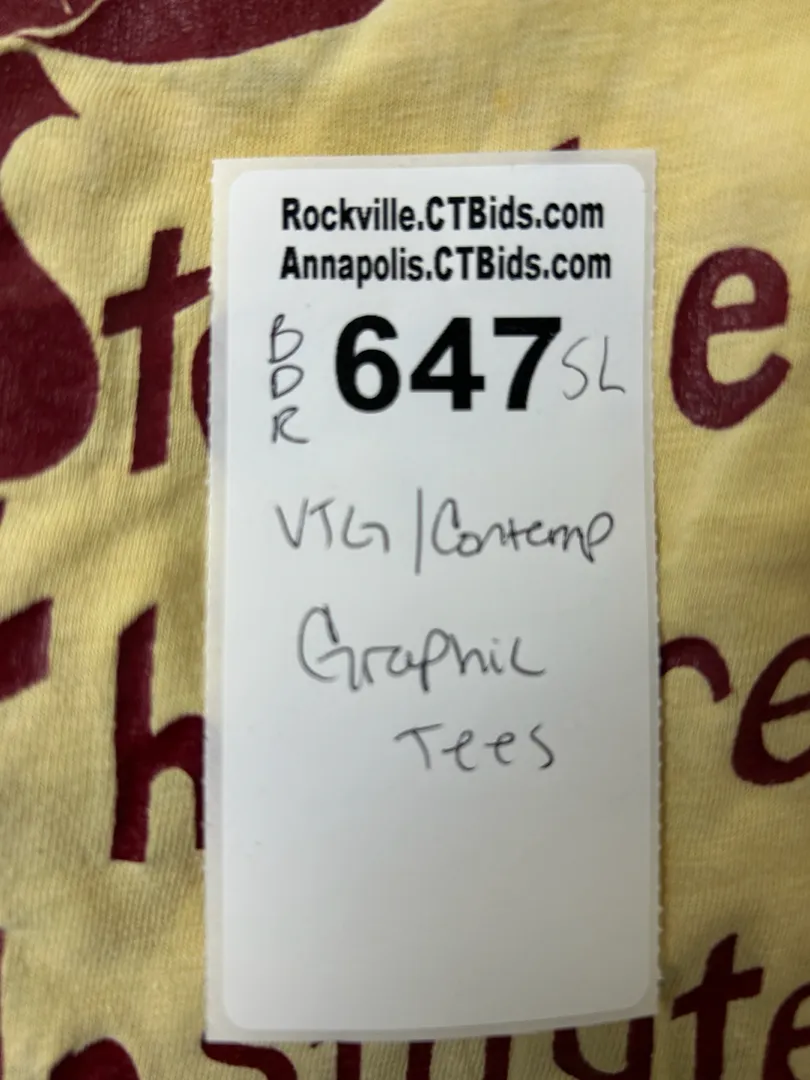 Rockville.CTBids.com
Annapolis.CTBids.com
BDR 647 SL
VTG/Contemp
Graphic
Tees